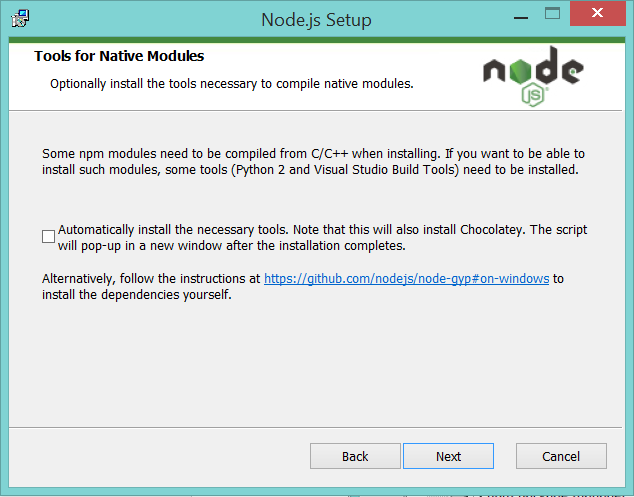 Node.js Setup
Tools for Native Modules
Optionally install the tools necessary to compile native modules.
node
JS
Some npm modules need to be compiled from C/C++ when installing. If you want to be able to
install such modules, some tools (Python 2 and Visual Studio Build Tools) need to be installed.
Automatically install the necessary tools. Note that this will also install Chocolatey. The script
will pop-up in a new window after the installation completes.
Alternatively, follow the instructions at https://github.com/nodejs/node-gyp#on-windows to
install the dependencies yourself.
Back Next Cancel